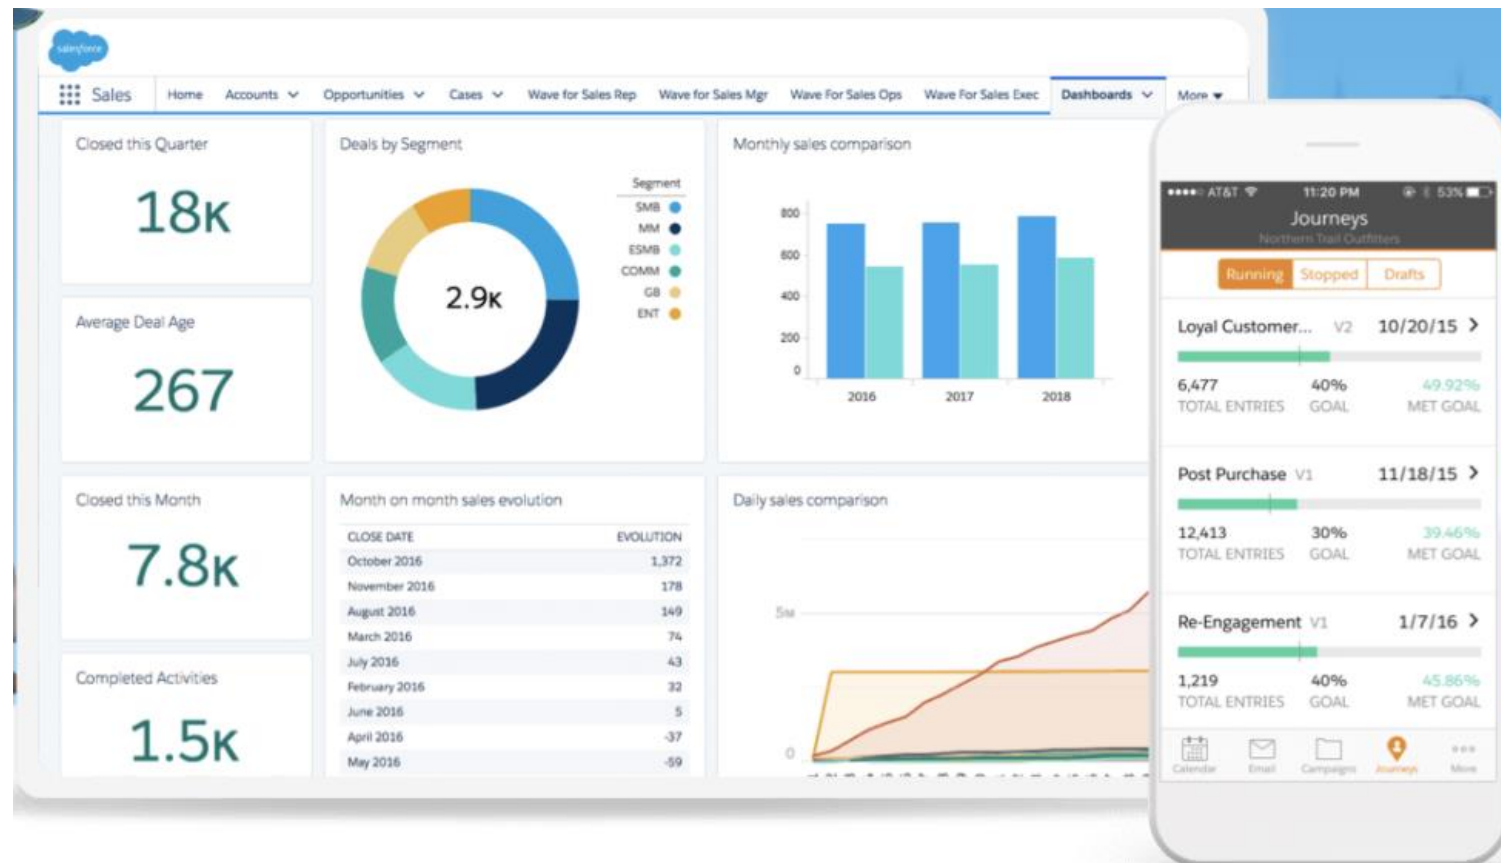 salesforce
Sales Home Accounts Opportunities Cases Wave for Sales Rep Wave for Sales Mgr Wave For Sales Ops Wave For Sales Exec Dashboards More
Closed this Quarter
18K
Average Deal Age
267
Closed this Month
7.8K
Completed Activities
1.5K
Deals by Segment
2.9K
Segment
SMB
MM
ESMB
COMM
GB
ENT
Monthly sales comparison
800
600
400
200
0
2016 2017 2018
Month on month sales evolution
CLOSE DATE EVOLUTION
October 2016 1,372
November 2016 178
August 2016 149
March 2016 74
July 2016 43
February 2016 32
June 2016 5
April 2016 -37
May 2016 -59
Daily sales comparison
5M
0
AT&T 11:20 PM 53%
Journeys
Northern Trail Outfitters
Running Stopped Drafts
Loyal Customer... V2 10/20/15
6,477 40% 49.92%
TOTAL ENTRIES GOAL MET GOAL
Post Purchase V1 11/18/15
12,413 30% 39.46%
TOTAL ENTRIES GOAL MET GOAL
Re-Engagement V1 1/7/16
1,219 40% 45.86%
TOTAL ENTRIES GOAL MET GOAL
Calendar Email Campaigns Journeys More